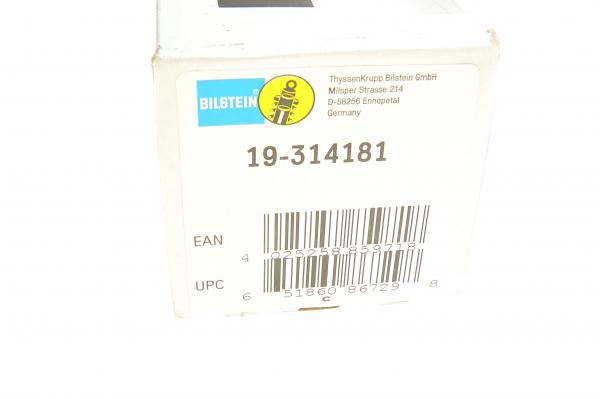 BILSTEIN
ThyssenKrupp Bilstein GmbH
Milsper Strasse 214
D-58256 Ennepetal
Germany
19-314181
EAN
4 025258 859718
UPC
6 51860 86729 8
C